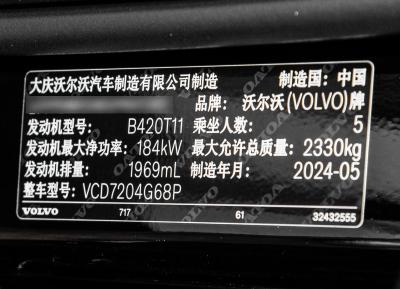 大庆沃尔沃汽车制造有限公司制造 制造国：中国
品牌：沃尔沃(VOLVO)牌
发动机型号：B420T11 乘坐人数：5
发动机最大净功率：184kW 最大允许总质量：2330kg
发动机排量：1969mL 制造年月：2024-05
整车型号：VCD7204G68P
VOLVO 717 61 32432555